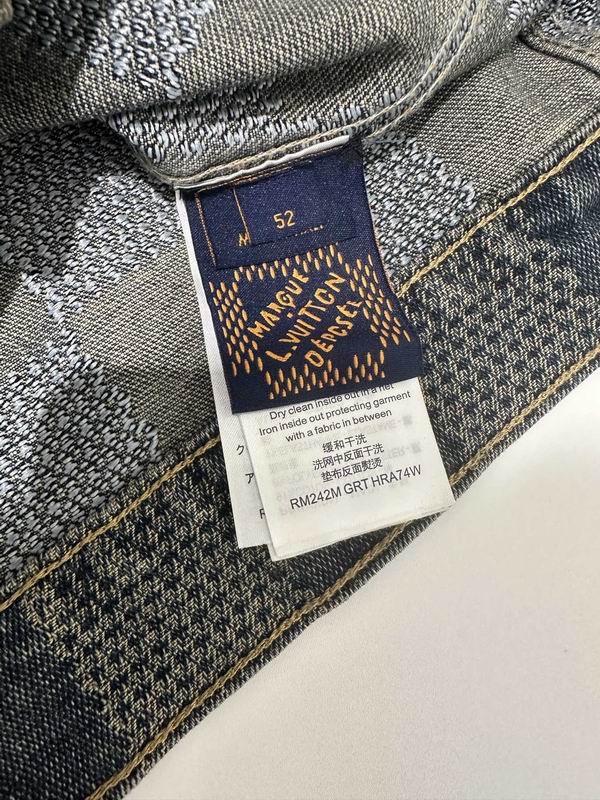 52
MARQUE
L.VUITTON
DÉPOSÉE
Dry clean inside out in a net
Iron inside out protecting garment
with a fabric in between
缓和干洗
洗网中反面干洗
垫布反面熨烫
RM242M GRT HRA74W
ク
ア